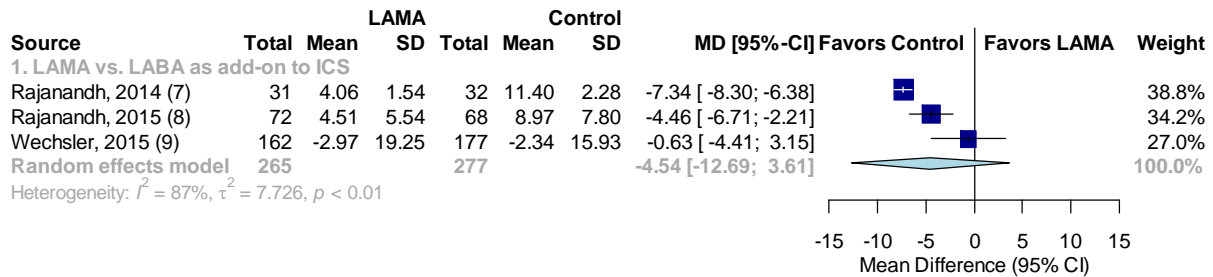 LAMA Control
Source Total Mean SD Total Mean SD MD [95%-CI] Favors Control Favors LAMA Weight
1. LAMA vs. LABA as add-on to ICS
Rajanandh, 2014 (7) 31 4.06 1.54 32 11.40 2.28 -7.34 [ -8.30; -6.38] 38.8%
Rajanandh, 2015 (8) 72 4.51 5.54 68 8.97 7.80 -4.46 [ -6.71; -2.21] 34.2%
Wechsler, 2015 (9) 162 -2.97 19.25 177 -2.34 15.93 -0.63 [ -4.41; 3.15] 27.0%
Random effects model 265 277 -4.54 [-12.69; 3.61] 100.0%
Heterogeneity: I² = 87%, τ² = 7.726, p < 0.01
-15 -10 -5 0 5 10 15
Mean Difference (95% CI)